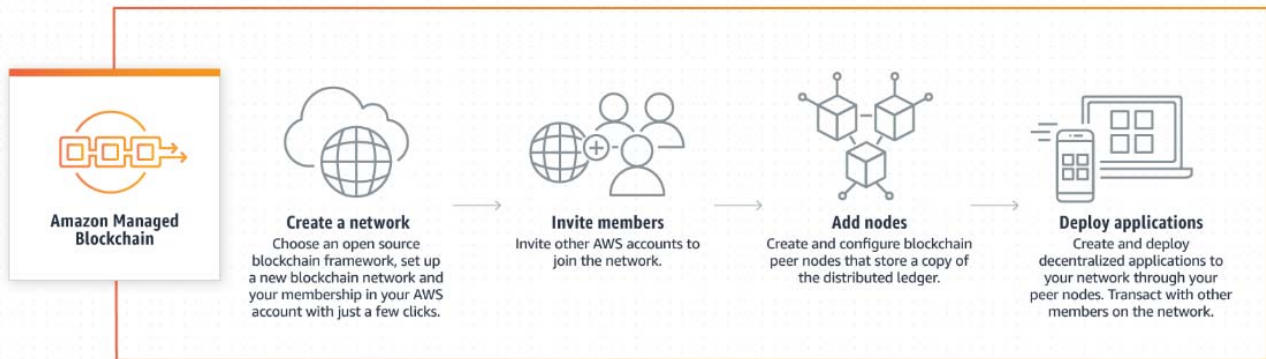 Amazon Managed
Blockchain
Create a network
Choose an open source
blockchain framework, set up
a new blockchain network and
your membership in your AWS
account with just a few clicks.
Invite members
Invite other AWS accounts to
join the network.
Add nodes
Create and configure blockchain
peer nodes that store a copy of
the distributed ledger.
Deploy applications
Create and deploy
decentralized applications to
your network through your
peer nodes. Transact with other
members on the network.